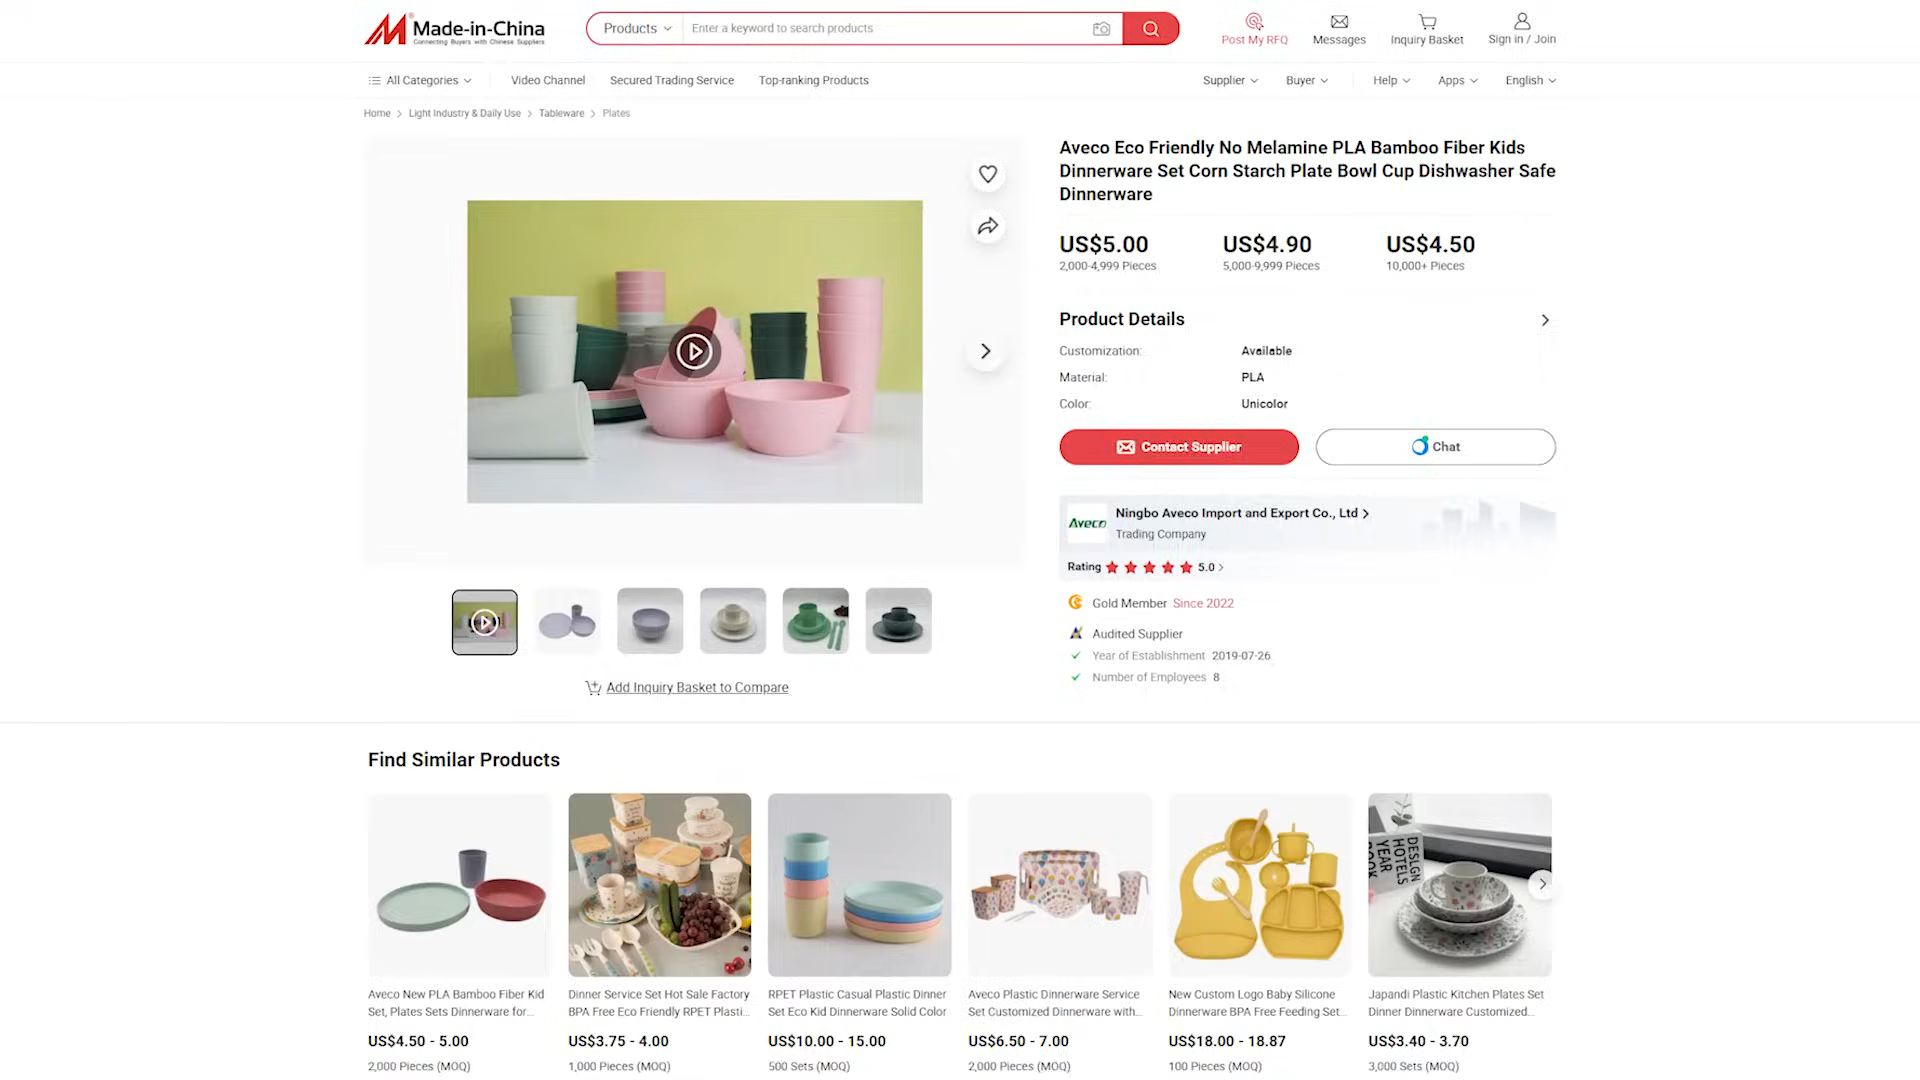 Made-in-China
Connecting Buyers with Chinese Suppliers
Products
Enter a keyword to search products
Post My RFQ
Messages
Inquiry Basket
Sign in / Join
All Categories
Video Channel
Secured Trading Service
Top-ranking Products
Supplier
Buyer
Help
Apps
English
Home > Light Industry & Daily Use > Tableware > Plates
Aveco Eco Friendly No Melamine PLA Bamboo Fiber Kids
Dinnerware Set Corn Starch Plate Bowl Cup Dishwasher Safe
Dinnerware
US$5.00 US$4.90 US$4.50
2,000-4,999 Pieces 5,000-9,999 Pieces 10,000+ Pieces
Product Details
Customization: Available
Material: PLA
Color: Unicolor
Contact Supplier
Chat
Aveco
Ningbo Aveco Import and Export Co., Ltd
Trading Company
Rating 5.0
Gold Member Since 2022
Audited Supplier
Year of Establishment 2019-07-26
Number of Employees 8
Add Inquiry Basket to Compare
Find Similar Products
DESLGN
HOTELS
YEAR
Aveco New PLA Bamboo Fiber Kid
Set, Plates Sets Dinnerware for...
US$4.50 - 5.00
2,000 Pieces (MOQ)
Dinner Service Set Hot Sale Factory
BPA Free Eco Friendly RPET Plasti...
US$3.75 - 4.00
1,000 Pieces (MOQ)
RPET Plastic Casual Plastic Dinner
Set Eco Kid Dinnerware Solid Color
US$10.00 - 15.00
500 Sets (MOQ)
Aveco Plastic Dinnerware Service
Set Customized Dinnerware with...
US$6.50 - 7.00
2,000 Pieces (MOQ)
New Custom Logo Baby Silicone
Dinnerware BPA Free Feeding Set...
US$18.00 - 18.87
100 Pieces (MOQ)
Japandi Plastic Kitchen Plates Set
Dinner Dinnerware Customized...
US$3.40 - 3.70
3,000 Sets (MOQ)